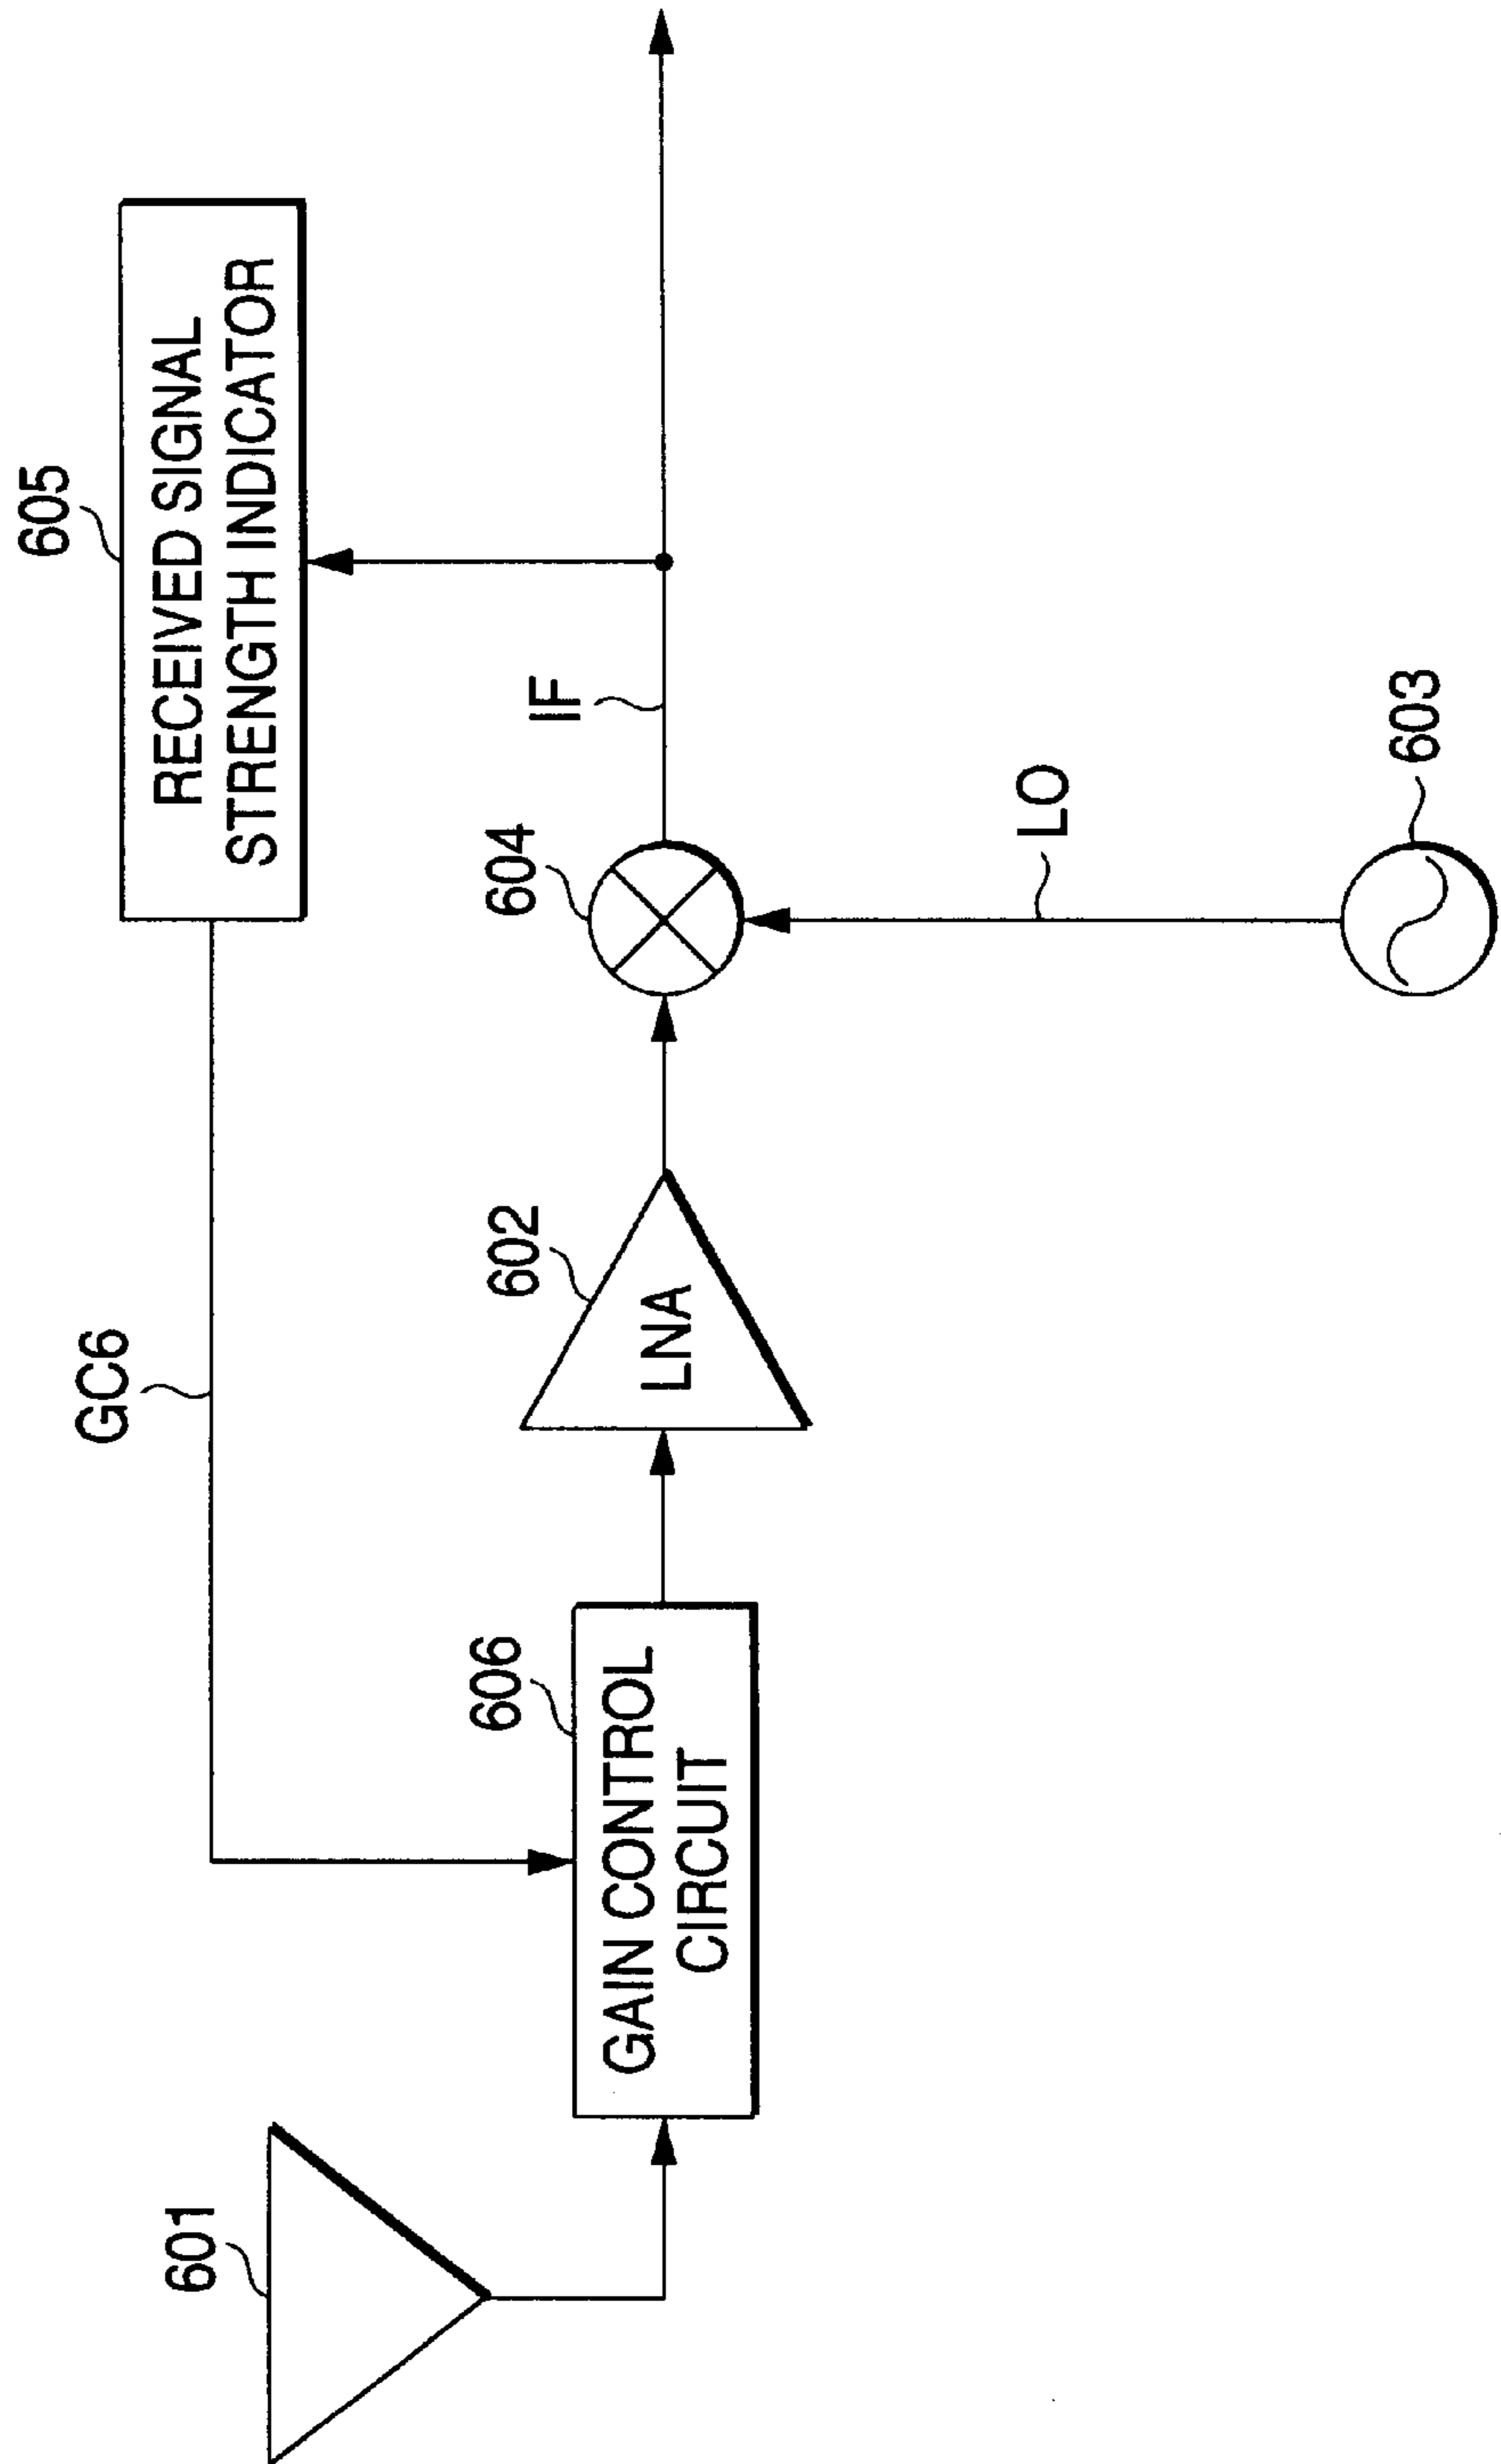 605
RECEIVED SIGNAL
STRENGTH INDICATOR
GC6
601
606
GAIN CONTROL
CIRCUIT
602
LNA
604
IF
LO
603